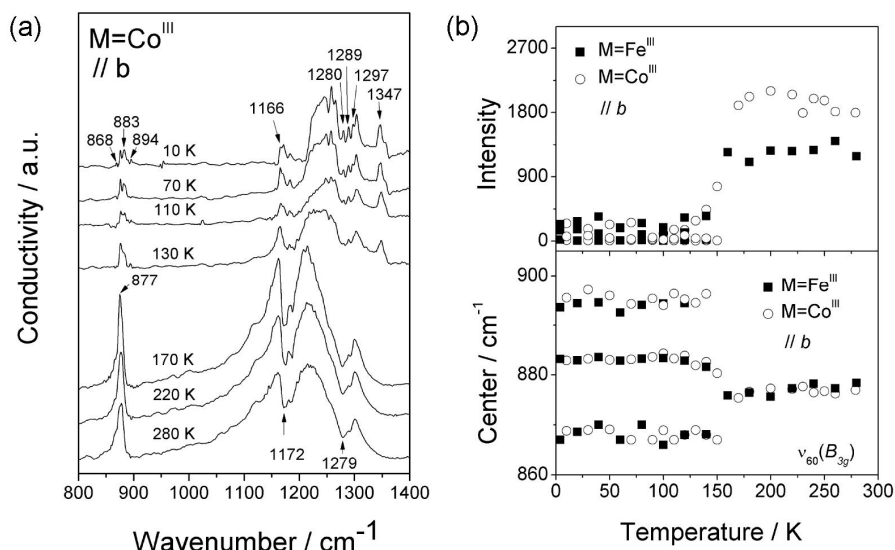 (a)
M=Co^III
// b
1289
1280
1297
1347
1166
883
868
894
10 K
70 K
110 K
130 K
877
170 K
220 K
280 K
1172
1279
Conductivity / a.u.
800 900 1000 1200 1300 1400
Wavenumber / cm-1
(b)
2700
1800
900
0
Intensity
M=Fe^III
M=Co^III
// b
900
880
860
Center / cm-1
M=Fe^III
M=Co^III
// b
ν60(B3g)
0 50 100 150 200 250 300
Temperature / K